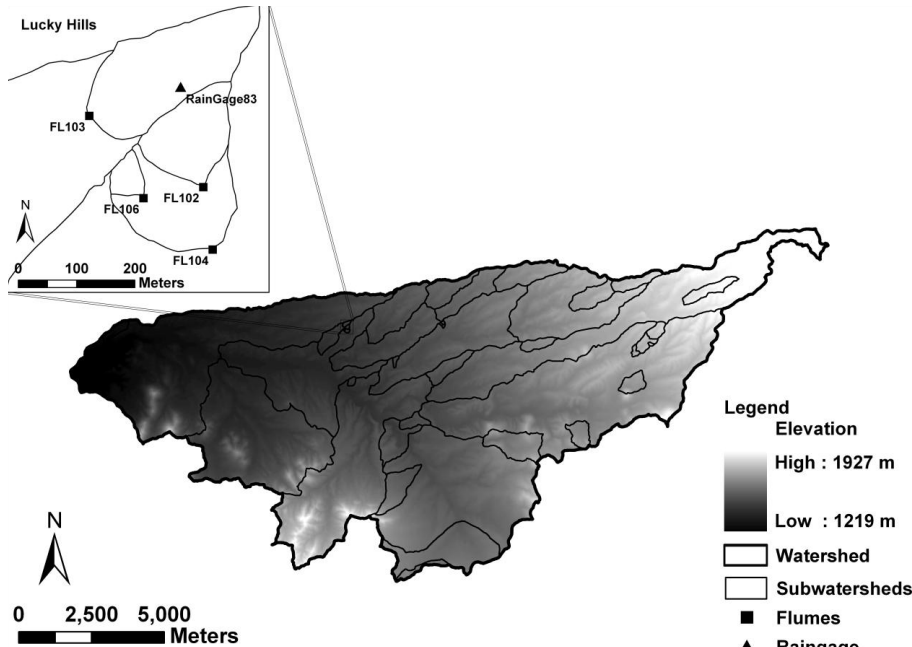 Lucky Hills
RainGage83
FL103
FL102
FL106
FL104
N
0 100 200
Meters
Legend
Elevation
High : 1927 m
Low : 1219 m
Watershed
Subwatersheds
Flumes
Raingage
N
0 2,500 5,000
Meters